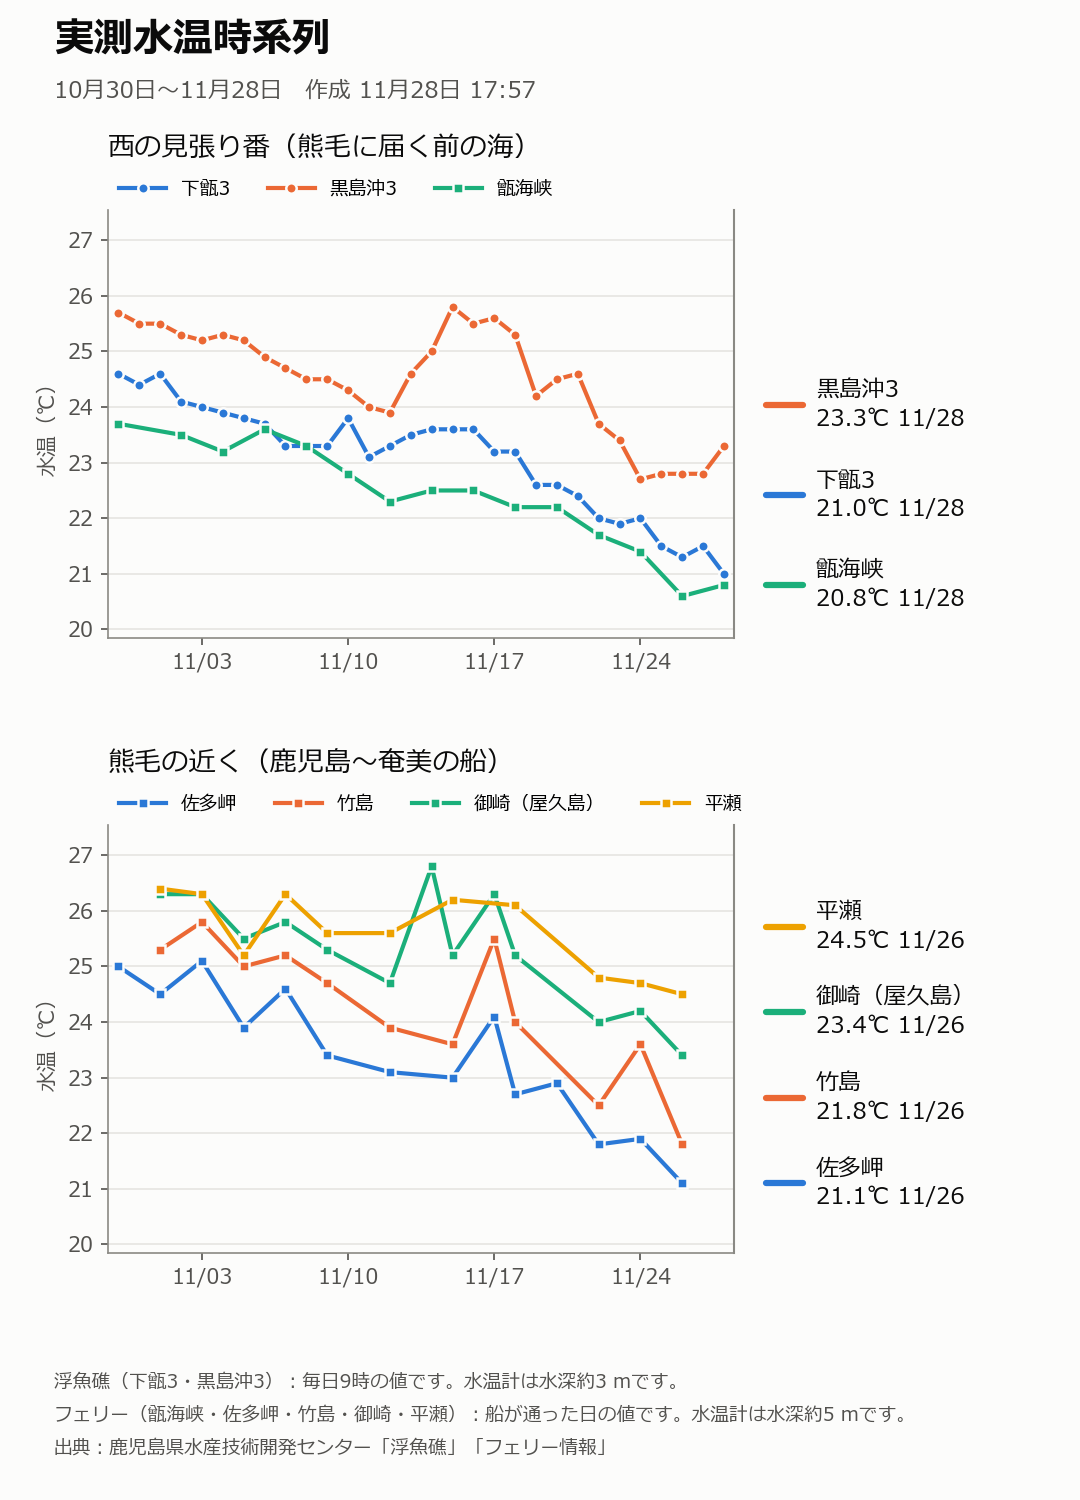 実測水温時系列
10月30日～11月28日　作成 11月28日 17:57
西の見張り番（熊毛に届く前の海）
下甑3　黒島沖3　甑海峡
27
26
25
24
23
22
21
20
水温（℃）
11/03　11/10　11/17　11/24
黒島沖3
23.3℃ 11/28
下甑3
21.0℃ 11/28
甑海峡
20.8℃ 11/28
熊毛の近く（鹿児島～奄美の船）
佐多岬　竹島　御崎（屋久島）　平瀬
27
26
25
24
23
22
21
20
水温（℃）
11/03　11/10　11/17　11/24
平瀬
24.5℃ 11/26
御崎（屋久島）
23.4℃ 11/26
竹島
21.8℃ 11/26
佐多岬
21.1℃ 11/26
浮魚礁（下甑3・黒島沖3）：毎日9時の値です。水温計は水深約3 mです。
フェリー（甑海峡・佐多岬・竹島・御崎・平瀬）：船が通った日の値です。水温計は水深約5 mです。
出典：鹿児島県水産技術開発センター「浮魚礁」「フェリー情報」